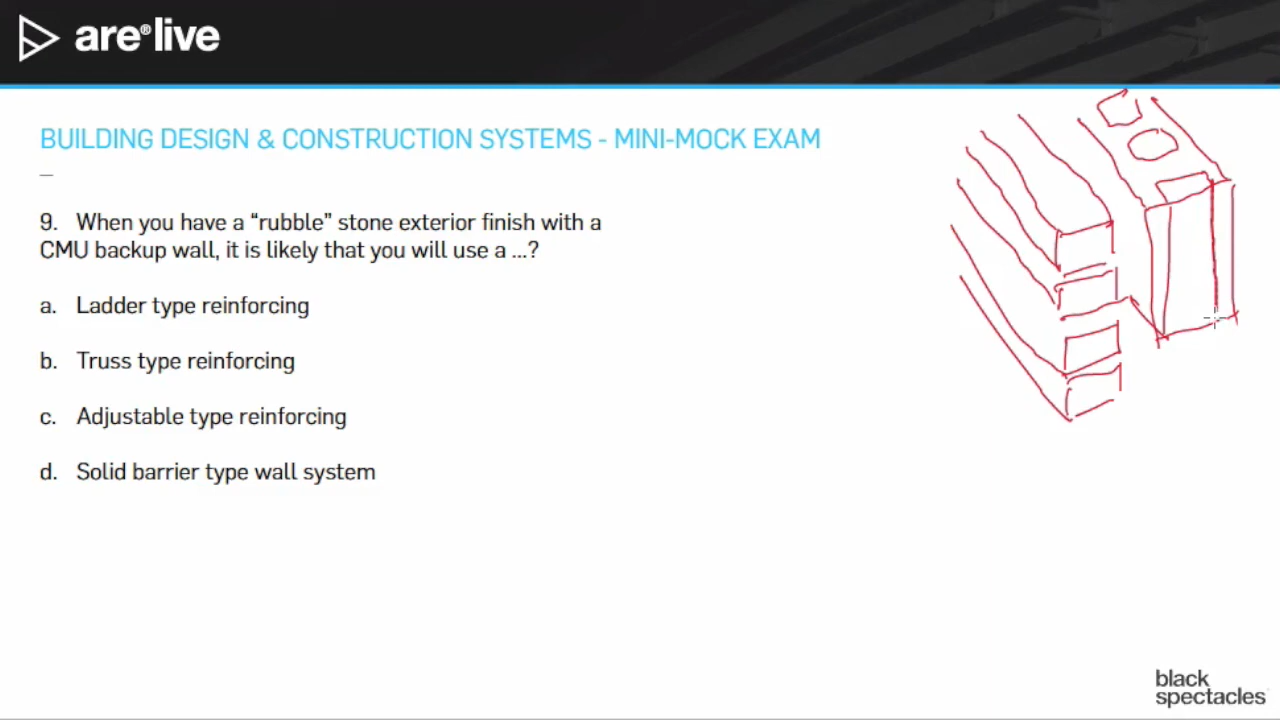 are®live
BUILDING DESIGN & CONSTRUCTION SYSTEMS - MINI-MOCK EXAM
9. When you have a “rubble” stone exterior finish with a
CMU backup wall, it is likely that you will use a ...?
a. Ladder type reinforcing
b. Truss type reinforcing
c. Adjustable type reinforcing
d. Solid barrier type wall system
black
spectacles